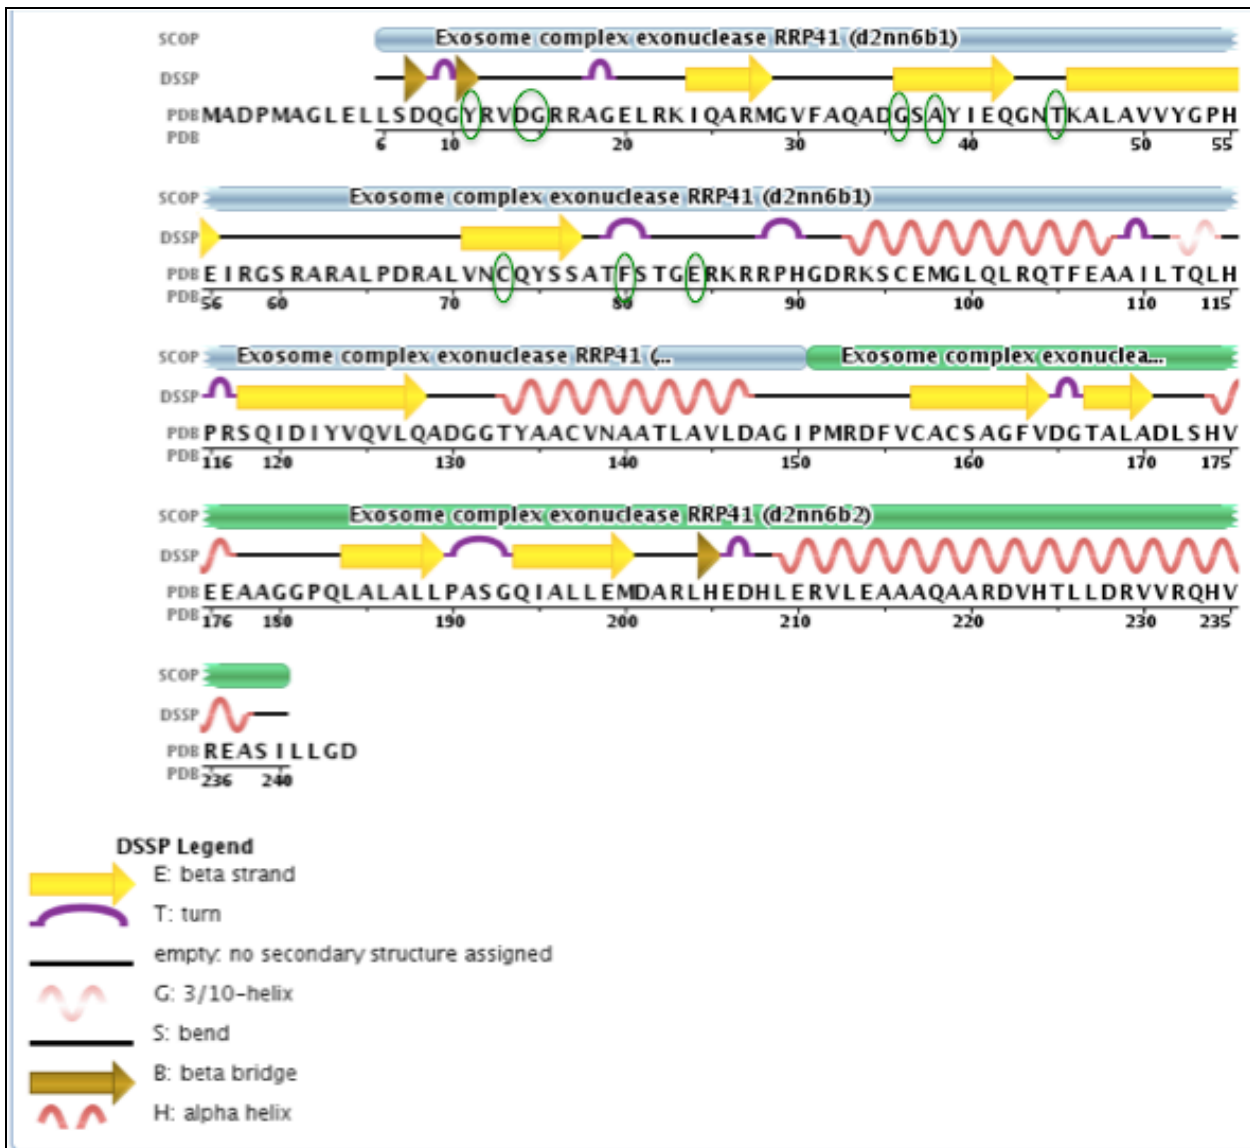 SCOP Exosome complex exonuclease RRP41 (d2nn6b1)
DSSP
PDB MADPMAGLELLSDQGYRVDGRRAGELRKIQARMGVFAQADGSAYIEQGNTKALAVVYGPH
PDB 6 10 20 30 40 50 55
SCOP Exosome complex exonuclease RRP41 (d2nn6b1)
DSSP
PDB EIRGSRARALPDRALVNCQYSSATFSTGERKRRPHGDRKSCEMGLQLRQTFEAAILTQLH
PDB 56 60 70 80 90 100 110 115
SCOP Exosome complex exonuclease RRP41 (... Exosome complex exonuclea...
DSSP
PDB PRSQIDIYVQVLQADGGTYAACVNAATLAVLDAGIPMRDFVCACSAGFVDGTALADLSHV
PDB 116 120 130 140 150 160 170 175
SCOP Exosome complex exonuclease RRP41 (d2nn6b2)
DSSP
PDB EEAAGGPQLALALLPASGQIALLEMDARLHEDHLERVLEAAAQAARDVHTLLDRVVRQHV
PDB 176 180 190 200 210 220 230 235
SCOP
DSSP
PDB REASILLGD
PDB 236 240
DSSP Legend
E: beta strand
T: turn
empty: no secondary structure assigned
G: 3/10-helix
S: bend
B: beta bridge
H: alpha helix